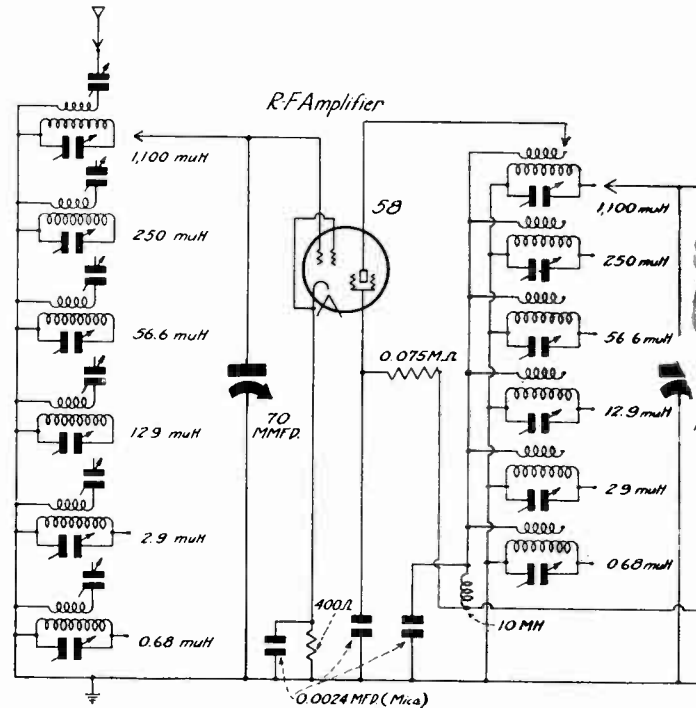 R-F Amplifier
58
1,100 muH
250 muH
56.6 muH
12.9 muH
2.9 muH
0.68 muH
70
MMFD.
0.075 M.Ω
400Ω
0.0024 MFD. (Mica)
10 MH
1,100 muH
250 muH
56.6 muH
12.9 muH
2.9 muH
0.68 muH